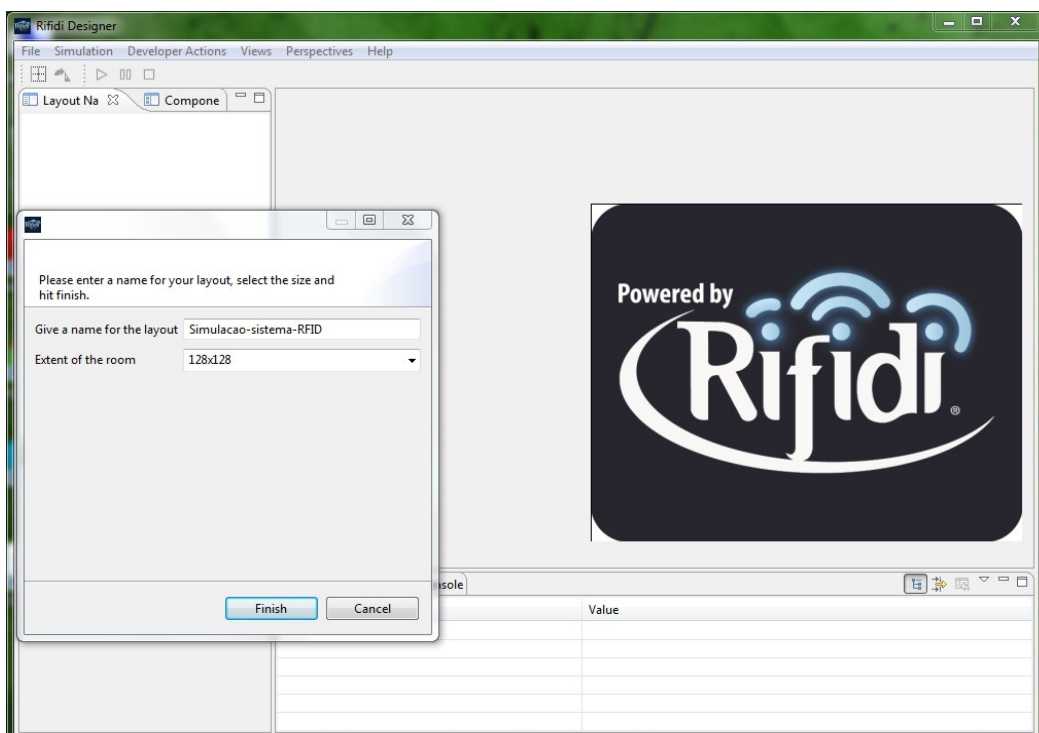 Rifidi Designer
File Simulation Developer Actions Views Perspectives Help
Layout Na Compone
Please enter a name for your layout, select the size and
hit finish.
Give a name for the layout Simulacao-sistema-RFID
Extent of the room 128x128
Finish Cancel
Powered by
Rifidi®
nsole
Value